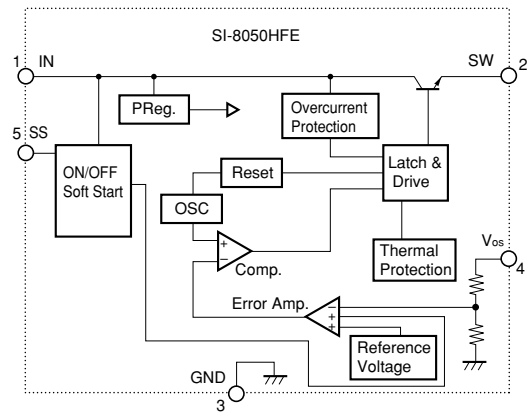 SI-8050HFE
1 IN
SW 2
PReg.
Overcurrent
Protection
5 SS
ON/OFF
Soft Start
Latch &
Drive
Reset
OSC
+
−
Comp.
Thermal
Protection
Vos
4
Error Amp.
−
+
+
Reference
Voltage
GND
3